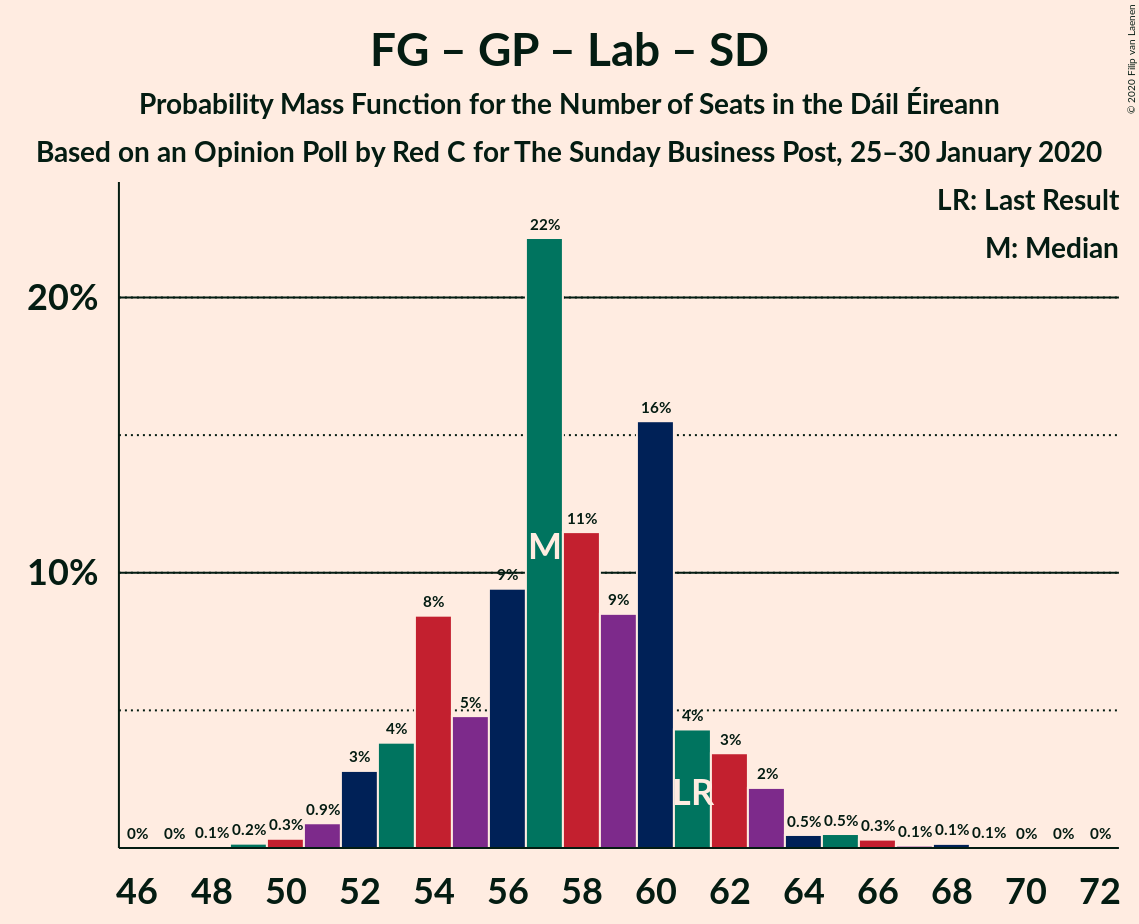 FG – GP – Lab – SD
Probability Mass Function for the Number of Seats in the Dáil Éireann
Based on an Opinion Poll by Red C for The Sunday Business Post, 25–30 January 2020
© 2020 Filip van Laenen
LR: Last Result
M: Median
20%
10%
0% 0% 0.1% 0.2% 0.3% 0.9% 3% 4% 8% 5% 9% 22% 11% 9% 16% 4% 3% 2% 0.5% 0.5% 0.3% 0.1% 0.1% 0.1% 0% 0% 0%
M
LR
46 48 50 52 54 56 58 60 62 64 66 68 70 72